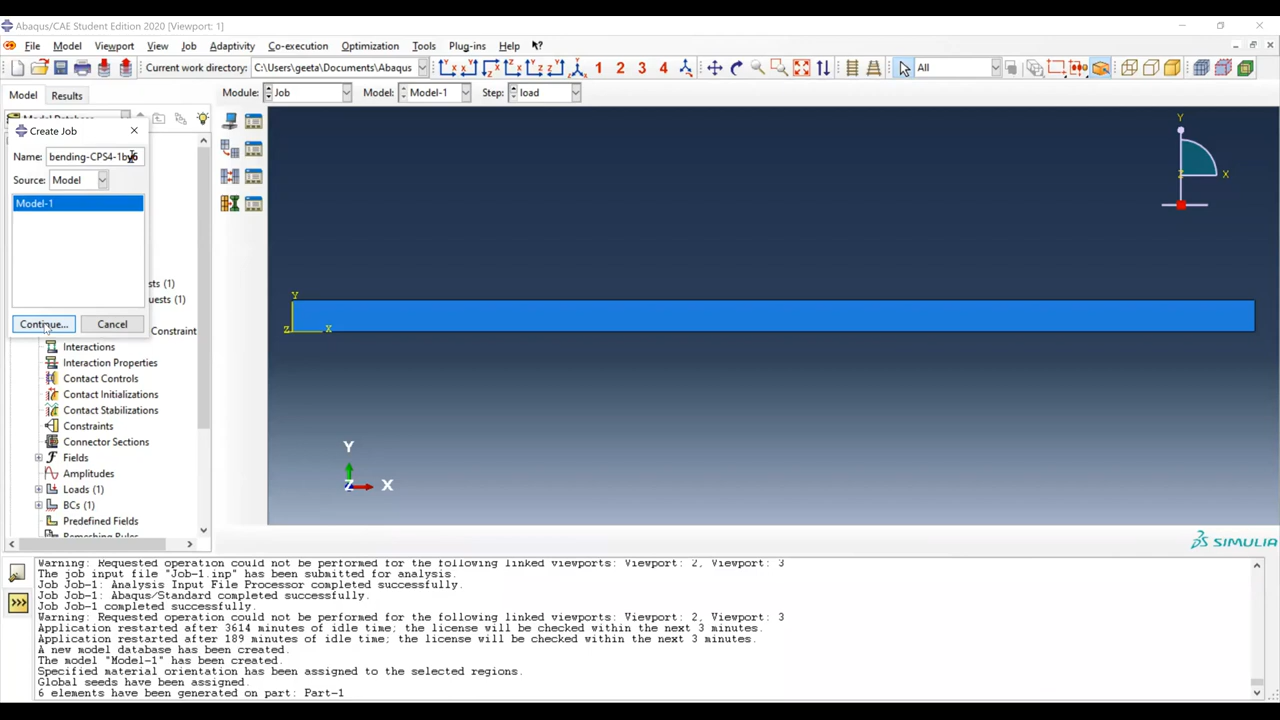 Abaqus/CAE Student Edition 2020 [Viewport: 1]
File Model Viewport View Job Adaptivity Co-execution Optimization Tools Plug-ins Help
Current work directory: C:\Users\geeta\Documents\Abaqus 1 2 3 4 All
Model Results Module: Job Model: Model-1 Step: load
Create Job
Name: bending-CPS4-1by6
Source: Model
Model-1
sts (1)
uests (1)
Continue... Cancel
Constraint
Interactions
Interaction Properties
Contact Controls
Contact Initializations
Contact Stabilizations
Constraints
Connector Sections
Fields
Amplitudes
Loads (1)
BCs (1)
Predefined Fields
Y
X
Z
Y
Z X
Y
Z X
SIMULIA
Warning: Requested operation could not be performed for the following linked viewports: Viewport: 2, Viewport: 3
The job input file "Job-1.inp" has been submitted for analysis.
Job Job-1: Analysis Input File Processor completed successfully.
Job Job-1: Abaqus/Standard completed successfully.
Job Job-1 completed successfully.
Warning: Requested operation could not be performed for the following linked viewports: Viewport: 2, Viewport: 3
Application restarted after 3614 minutes of idle time; the license will be checked within the next 3 minutes.
Application restarted after 189 minutes of idle time; the license will be checked within the next 3 minutes.
A new model database has been created.
The model "Model-1" has been created.
Specified material orientation has been assigned to the selected regions.
Global seeds have been assigned.
6 elements have been generated on part: Part-1